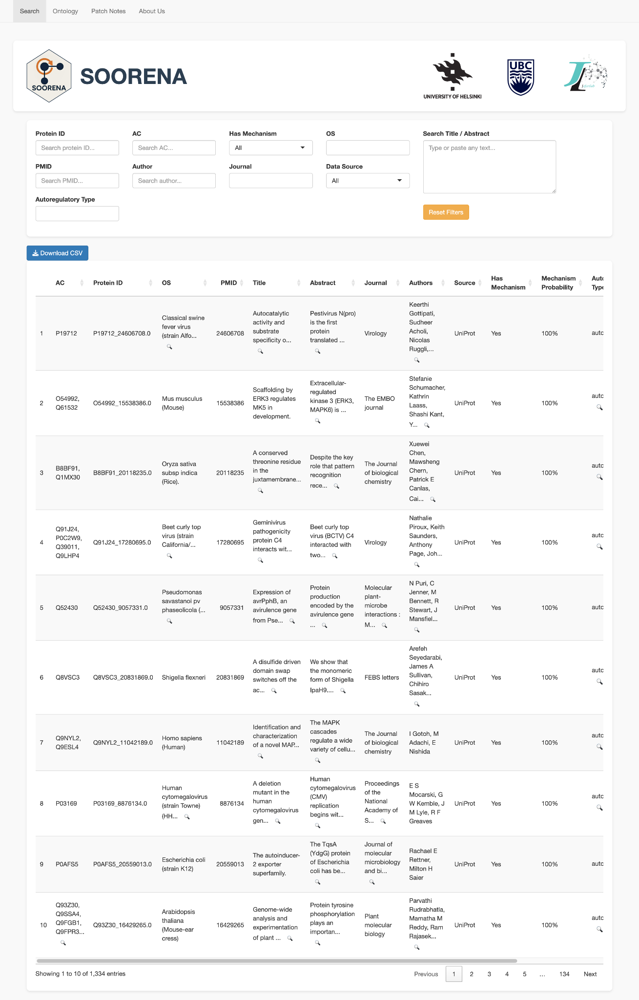 Search Ontology Patch Notes About Us
SOORENA
SOORENA
UNIVERSITY OF HELSINKI
UBC
Jafarilab
Protein ID AC Has Mechanism OS Search Title / Abstract
Search protein ID... Search AC... All Type or paste any text...
PMID Author Journal Data Source
Search PMID... Search author... All
Autoregulatory Type
Reset Filters
Download CSV
AC Protein ID OS PMID Title Abstract Journal Authors Source Has Mechanism Mechanism Probability Auto Type
1 P19712 P19712_24606708.0 Classical swine fever virus (strain Alfo... 24606708 Autocatalytic activity and substrate specificity o... Pestivirus N(pro) is the first protein translated ... Virology Keerthi Gottipati, Sudheer Acholi, Nicolas Ruggli,... UniProt Yes 100% auto
2 O54992, Q61532 O54992_15538386.0 Mus musculus (Mouse) 15538386 Scaffolding by ERK3 regulates MK5 in development. Extracellular-regulated kinase 3 (ERK3, MAPK6) is ... The EMBO journal Stefanie Schumacher, Kathrin Laass, Shashi Kant, Y... UniProt Yes 100% auto
3 B8BF91, Q1MX30 B8BF91_20118235.0 Oryza sativa subsp indica (Rice). 20118235 A conserved threonine residue in the juxtamembrane... Despite the key role that pattern recognition rece... The Journal of biological chemistry Xuewei Chen, Mawsheng Chern, Patrick E Canlas, Cai... UniProt Yes 100% auto
4 Q91J24, P0C2W9, Q39011, Q9LHP4 Q91J24_17280695.0 Beet curly top virus (strain California/... 17280695 Geminivirus pathogenicity protein C4 interacts wit... Beet curly top virus (BCTV) C4 interacted with two... Virology Nathalie Piroux, Keith Saunders, Anthony Page, Joh... UniProt Yes 100% auto
5 Q52430 Q52430_9057331.0 Pseudomonas savastanoi pv phaseolicola (... 9057331 Expression of avrPphB, an avirulence gene from Pse... Protein production encoded by the avirulence gene ... Molecular plant-microbe interactions : M... N Puri, C Jenner, M Bennett, R Stewart, J Mansfiel... UniProt Yes 100% auto
6 Q8VSC3 Q8VSC3_20831869.0 Shigella flexneri 20831869 A disulfide driven domain swap switches off the ac... We show that the monomeric form of Shigella IpaH9.... FEBS letters Arefeh Seyedarabi, James A Sullivan, Chihiro Sasak... UniProt Yes 100% auto
7 Q9NYL2, Q9ESL4 Q9NYL2_11042189.0 Homo sapiens (Human) 11042189 Identification and characterization of a novel MAP... The MAPK cascades regulate a wide variety of cellu... The Journal of biological chemistry I Gotoh, M Adachi, E Nishida UniProt Yes 100% auto
8 P03169 P03169_8876134.0 Human cytomegalovirus (strain Towne) (HH... 8876134 A deletion mutant in the human cytomegalovirus gen... Human cytomegalovirus (CMV) replication begins wit... Proceedings of the National Academy of S... E S Mocarski, G W Kemble, J M Lyle, R F Greaves UniProt Yes 100% auto
9 P0AFS5 P0AFS5_20559013.0 Escherichia coli (strain K12) 20559013 The autoinducer-2 exporter superfamily. The TqsA (YdgG) protein of Escherichia coli has be... Journal of molecular microbiology and bi... Rachael E Rettner, Milton H Saier UniProt Yes 100% auto
10 Q93Z30, Q9SSA4, Q9FGB1, Q9FPR3... Q93Z30_16429265.0 Arabidopsis thaliana (Mouse-ear cress) 16429265 Genome-wide analysis and experimentation of plant ... Protein tyrosine phosphorylation plays an importan... Plant molecular biology Parvathi Rudrabhatla, Mamatha M Reddy, Ram Rajasek... UniProt Yes 100% auto
Showing 1 to 10 of 1,334 entries Previous 1 2 3 4 5 ... 134 Next